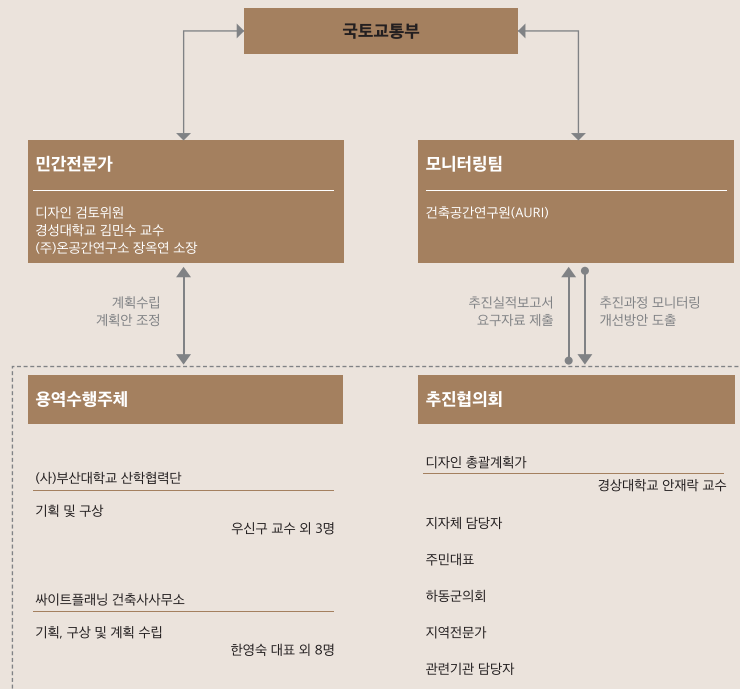 국토교통부
민간전문가
디자인 검토위원
경성대학교 김민수 교수
(주)온공간연구소 장옥연 소장
모니터링팀
건축공간연구원(AURI)
계획수립
계획안 조정
추진실적보고서
요구자료 제출
추진과정 모니터링
개선방안 도출
용역수행주체
(사)부산대학교 산학협력단
기획 및 구상
우신구 교수 외 3명
싸이트플래닝 건축사사무소
기획, 구상 및 계획 수립
한영숙 대표 외 8명
추진협의회
디자인 총괄계획가
경상대학교 안재락 교수
지자체 담당자
주민대표
하동군의회
지역전문가
관련기관 담당자